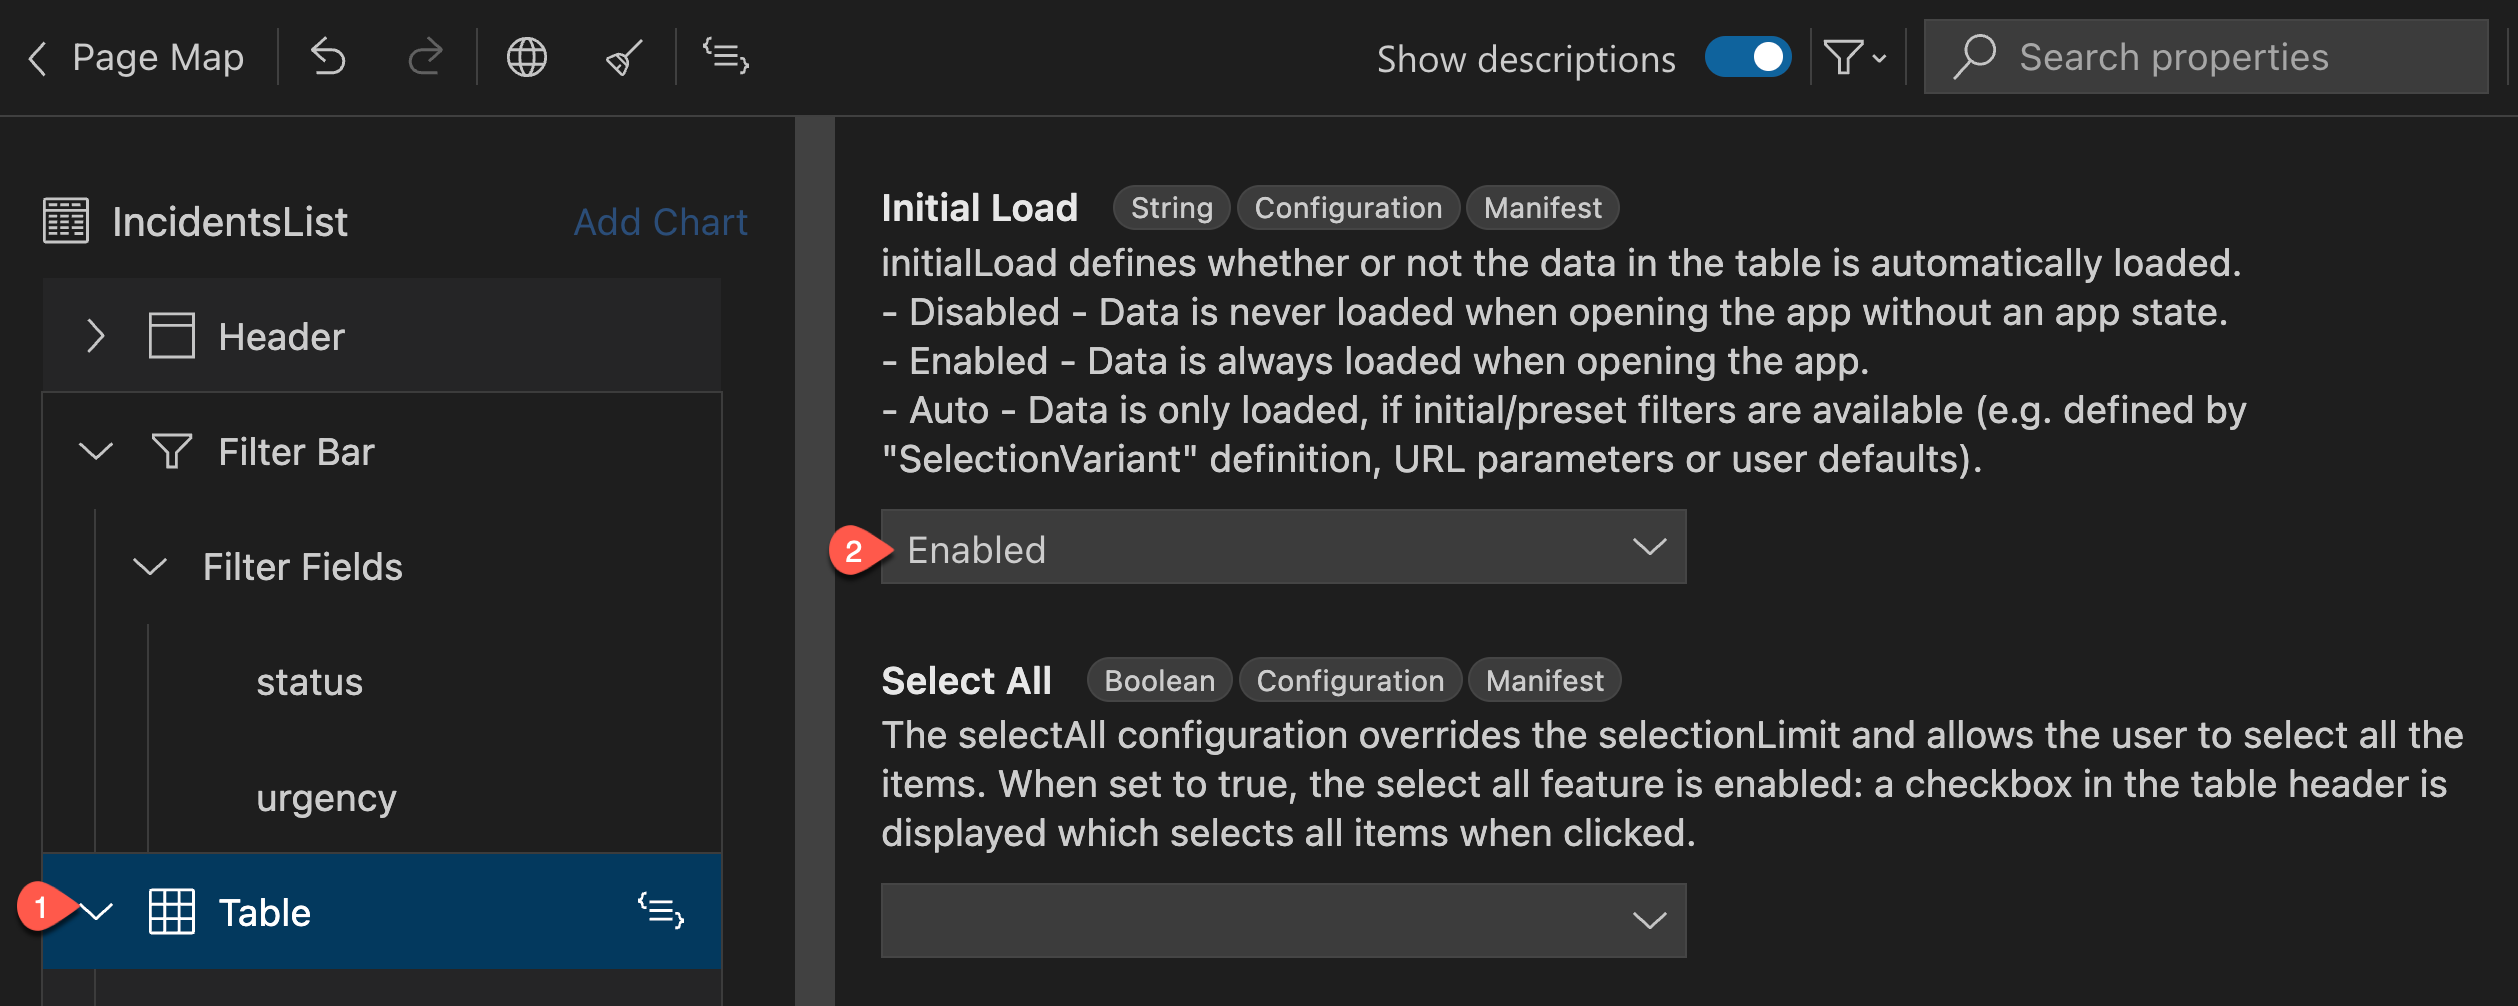 Page Map
Show descriptions
Search properties
IncidentsList
Add Chart
Header
Filter Bar
Filter Fields
status
urgency
1
Table
Initial Load String Configuration Manifest
initialLoad defines whether or not the data in the table is automatically loaded.
- Disabled - Data is never loaded when opening the app without an app state.
- Enabled - Data is always loaded when opening the app.
- Auto - Data is only loaded, if initial/preset filters are available (e.g. defined by
"SelectionVariant" definition, URL parameters or user defaults).
2
Enabled
Select All Boolean Configuration Manifest
The selectAll configuration overrides the selectionLimit and allows the user to select all the
items. When set to true, the select all feature is enabled: a checkbox in the table header is
displayed which selects all items when clicked.